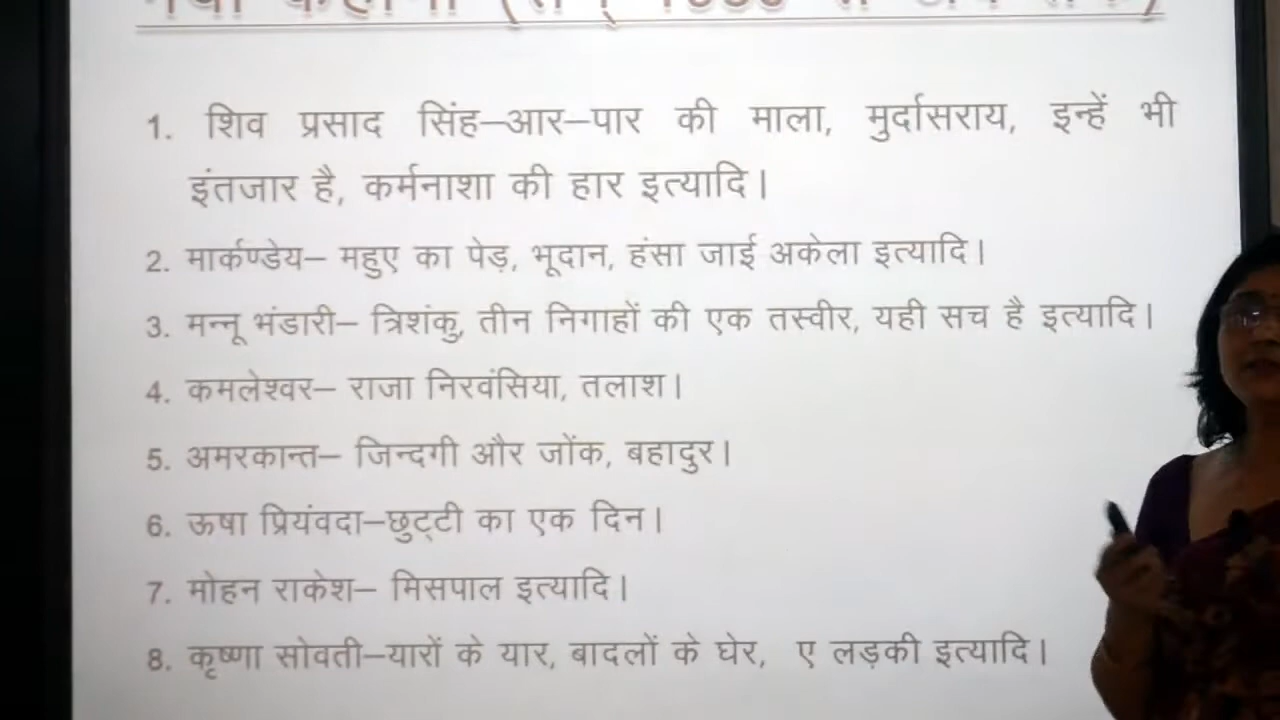 1. शिव प्रसाद सिंह–आर–पार की माला, मुर्दासराय, इन्हें भी
इंतजार है, कर्मनाशा की हार इत्यादि।
2. मार्कण्डेय– महुए का पेड़, भूदान, हंसा जाई अकेला इत्यादि।
3. मन्नू भंडारी– त्रिशंकु, तीन निगाहों की एक तस्वीर, यही सच है इत्यादि।
4. कमलेश्वर– राजा निरवंसिया, तलाश।
5. अमरकान्त– जिन्दगी और जोंक, बहादुर।
6. ऊषा प्रियंवदा–छुट्टी का एक दिन।
7. मोहन राकेश– मिसपाल इत्यादि।
8. कृष्णा सोवती–यारों के यार, बादलों के घेर, ए लड़की इत्यादि।